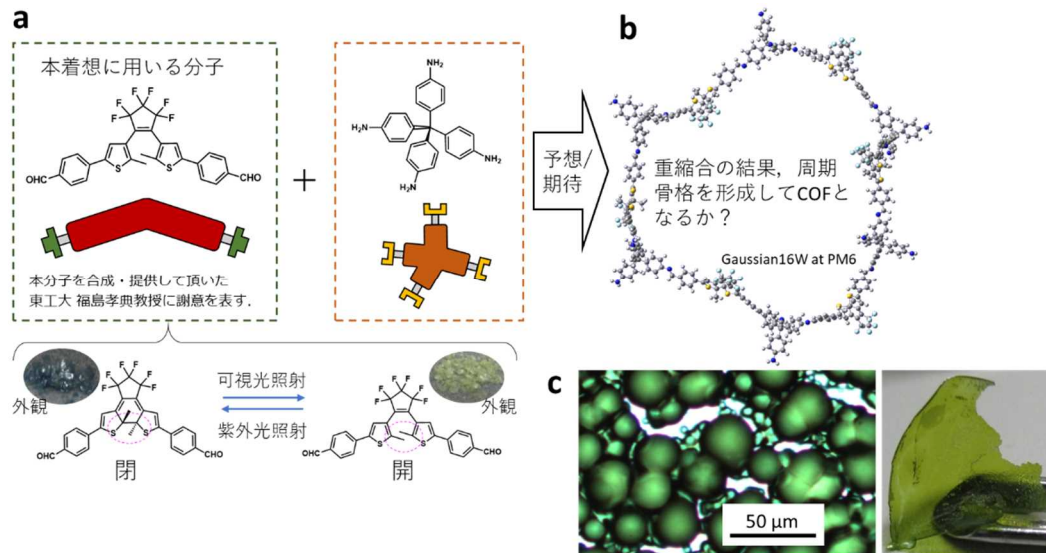 a
本着想に用いる分子
F F F F F F
S S
OHC CHO
本分子を合成・提供して頂いた
東工大 福島孝典教授に謝意を表す.
+
NH₂
H₂N
NH₂
H₂N
予想/
期待
b
重縮合の結果，周期
骨格を形成してCOFと
なるか？
Gaussian16W at PM6
外観
F F F F F F
S S
OHC CHO
閉
可視光照射
紫外光照射
外観
F F F F F F
S S
OHC CHO
開
c
50 μm